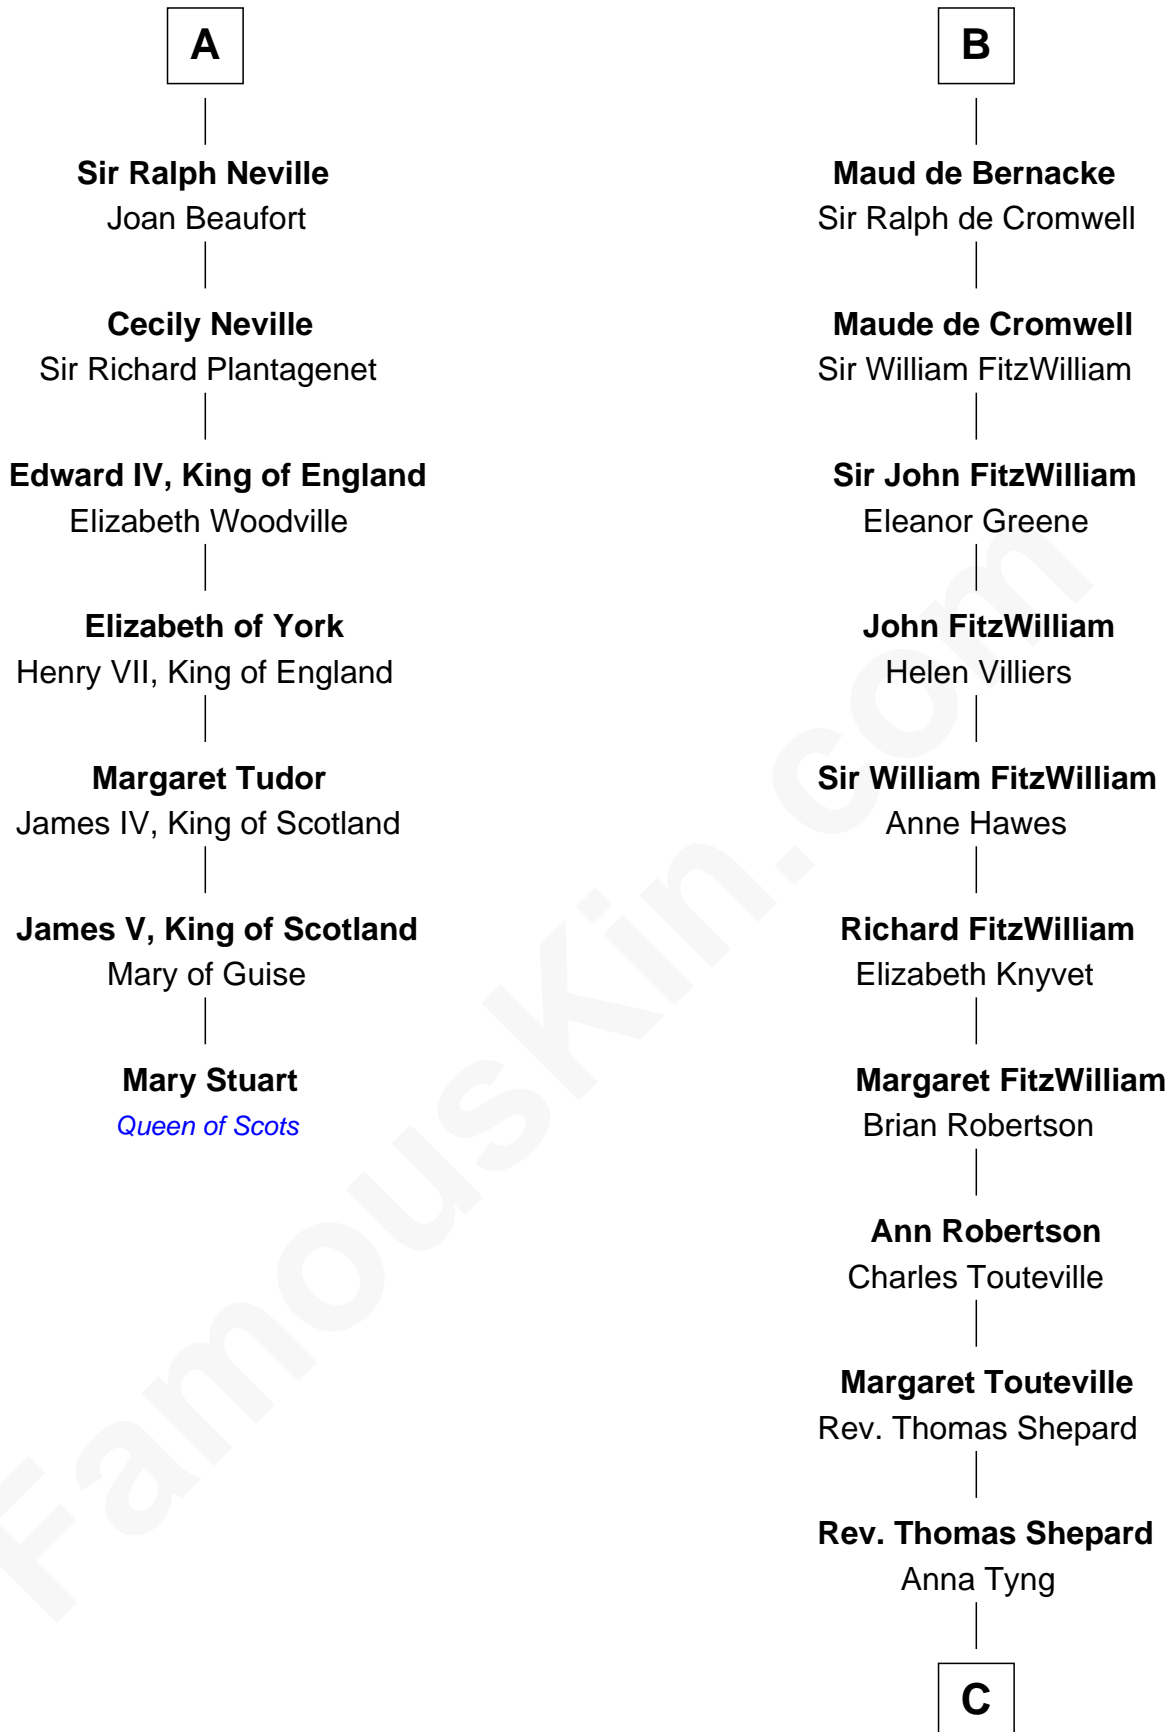 A
Sir Ralph Neville
Joan Beaufort
Cecily Neville
Sir Richard Plantagenet
Edward IV, King of England
Elizabeth Woodville
Elizabeth of York
Henry VII, King of England
Margaret Tudor
James IV, King of Scotland
James V, King of Scotland
Mary of Guise
Mary Stuart
Queen of Scots
B
Maud de Bernacke
Sir Ralph de Cromwell
Maude de Cromwell
Sir William FitzWilliam
Sir John FitzWilliam
Eleanor Greene
John FitzWilliam
Helen Villiers
Sir William FitzWilliam
Anne Hawes
Richard FitzWilliam
Elizabeth Knyvet
Margaret FitzWilliam
Brian Robertson
Ann Robertson
Charles Touteville
Margaret Touteville
Rev. Thomas Shepard
Rev. Thomas Shepard
Anna Tyng
C
FamousKin.com